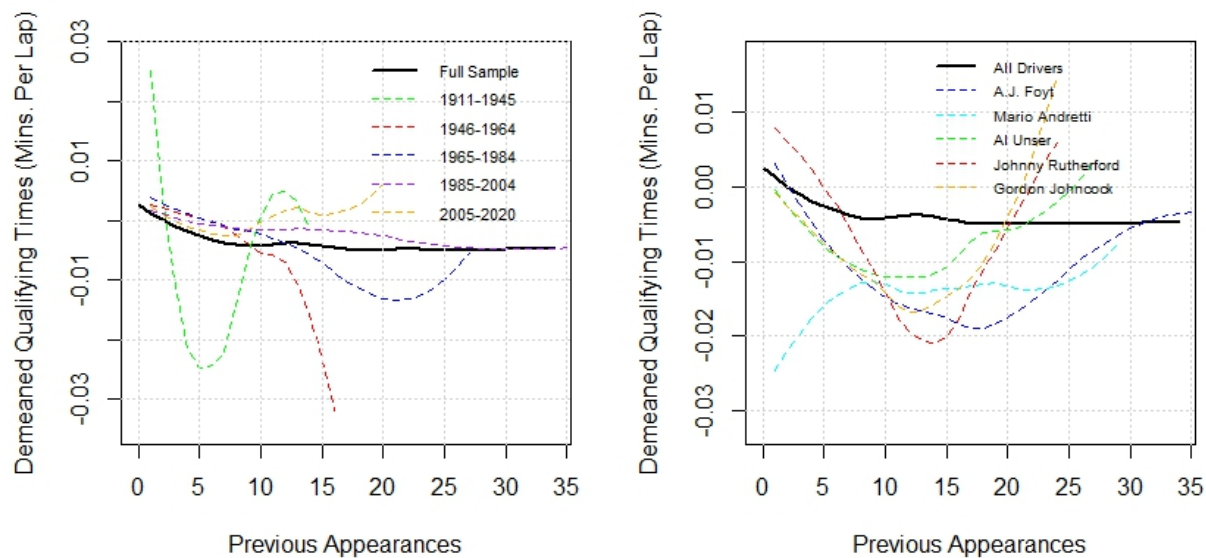 Demeaned Qualifying Times (Mins. Per Lap)
0.03
0.01
-0.01
-0.03
Full Sample
1911-1945
1946-1964
1965-1984
1985-2004
2005-2020
0 5 10 15 20 25 30 35
Previous Appearances
Demeaned Qualifying Times (Mins. Per Lap)
0.01
0.00
-0.01
-0.02
-0.03
All Drivers
A.J. Foyt
Mario Andretti
Al Unser
Johnny Rutherford
Gordon Johncock
0 5 10 15 20 25 30 35
Previous Appearances